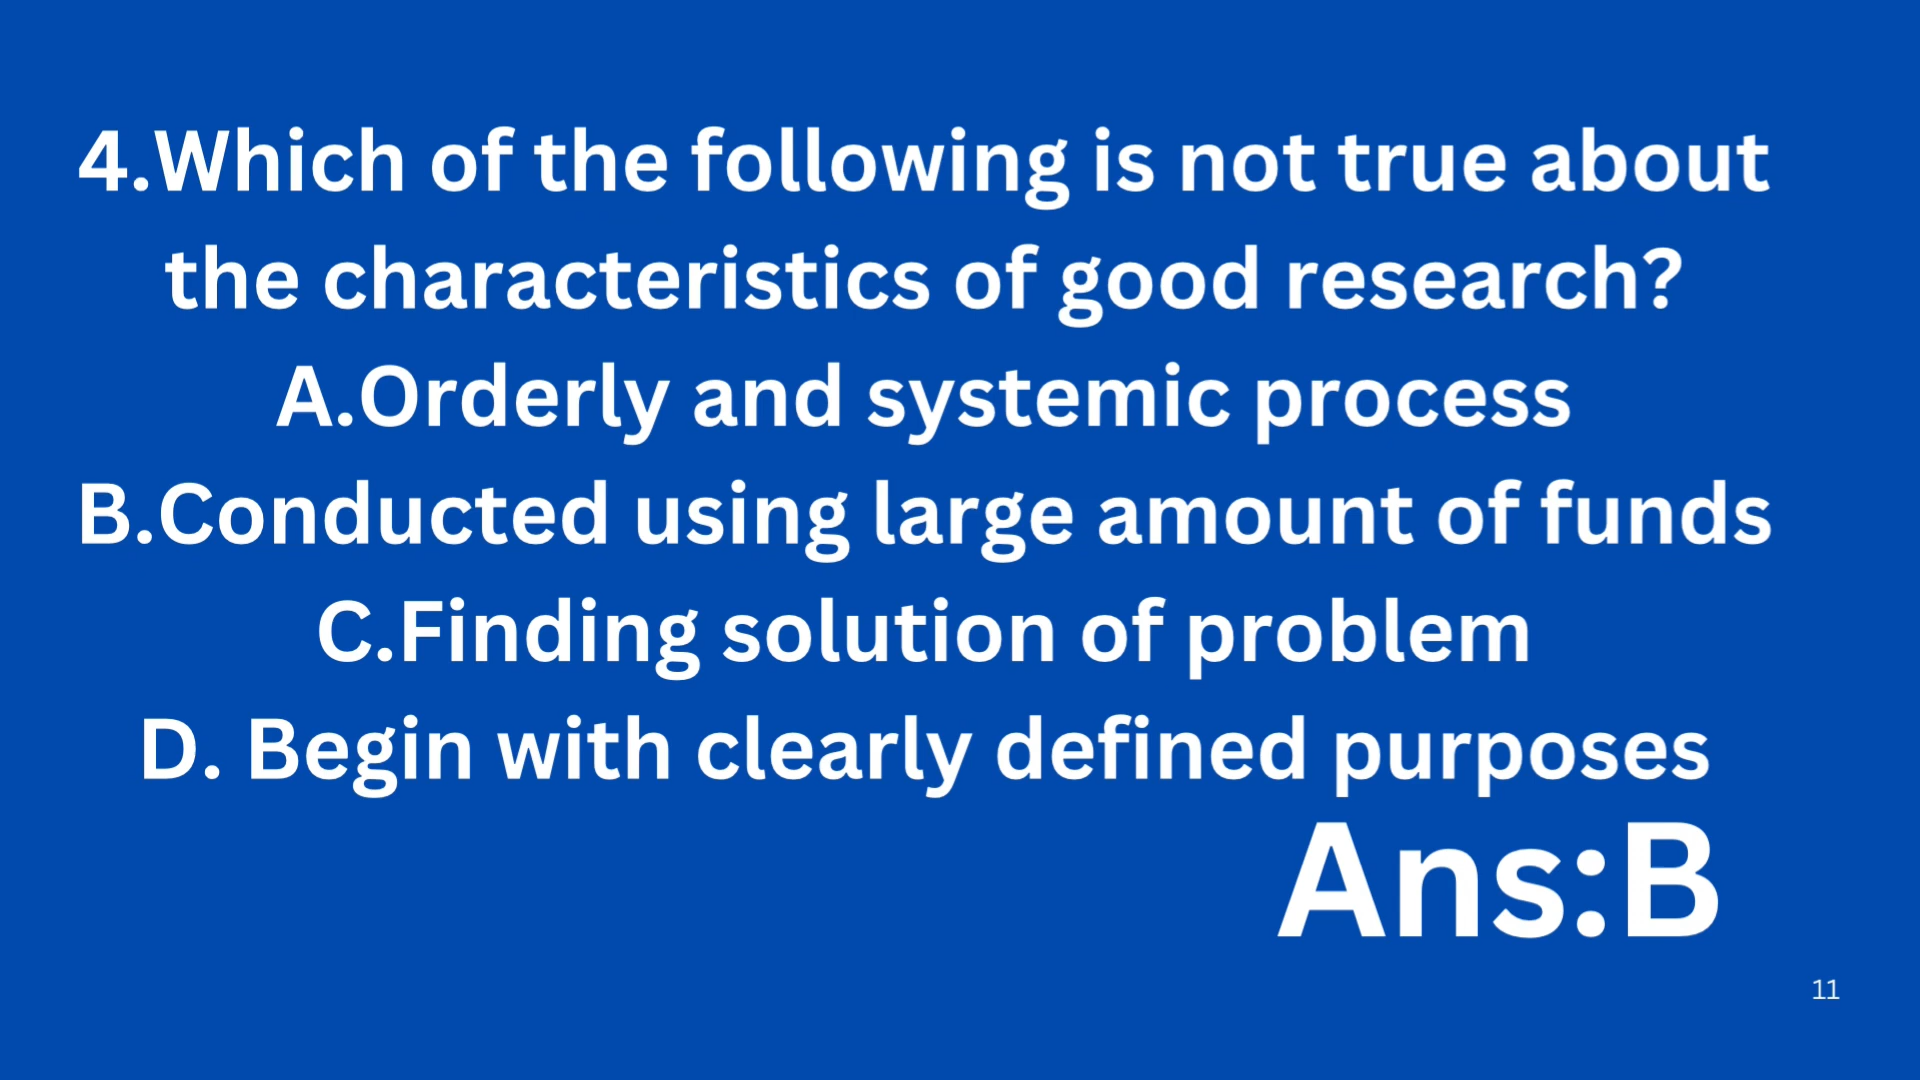 4.Which of the following is not true about
the characteristics of good research?
A.Orderly and systemic process
B.Conducted using large amount of funds
C.Finding solution of problem
D. Begin with clearly defined purposes
Ans:B
11